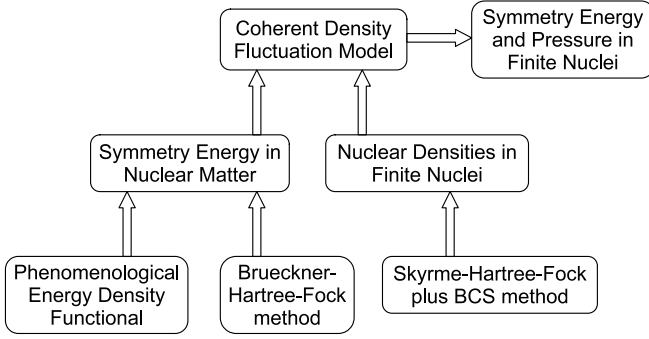 Coherent Density
Fluctuation Model
Symmetry Energy
and Pressure in
Finite Nuclei
Symmetry Energy in
Nuclear Matter
Nuclear Densities in
Finite Nuclei
Phenomenological
Energy Density
Functional
Brueckner-
Hartree-Fock
method
Skyrme-Hartree-Fock
plus BCS method